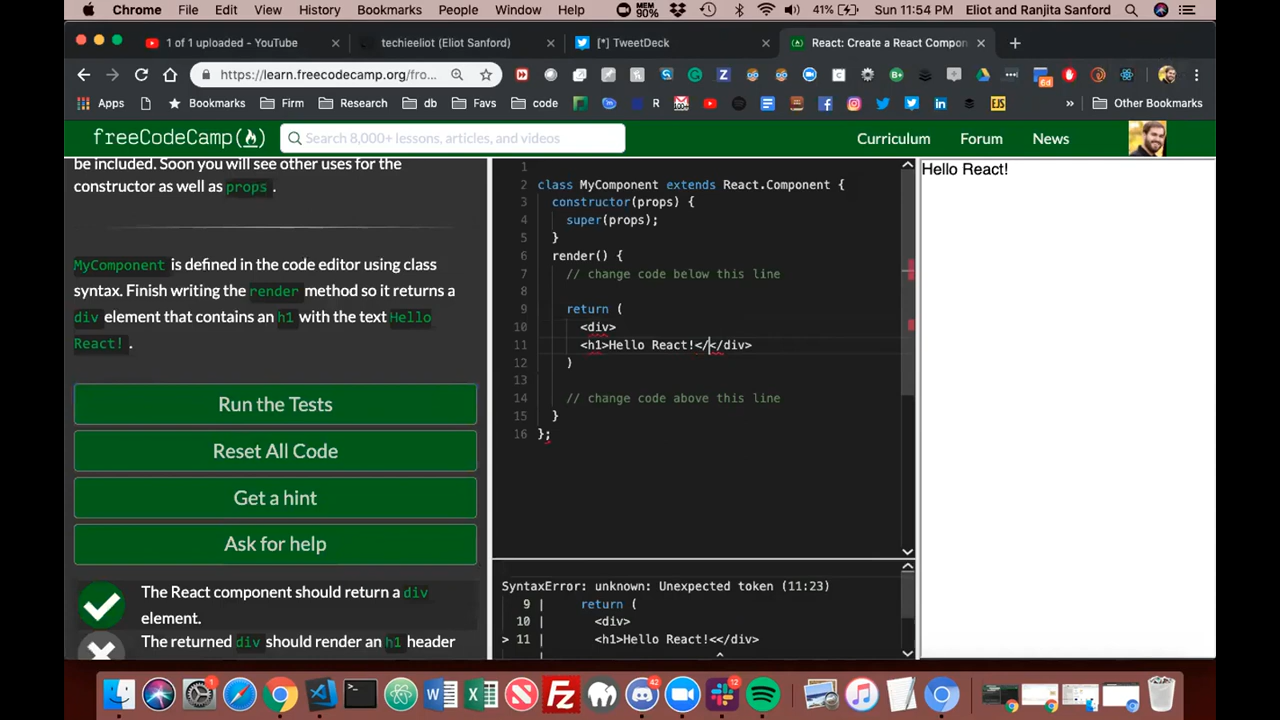 Chrome File Edit View History Bookmarks People Window Help MEM 90% 41% Sun 11:54 PM Eliot and Ranjita Sanford
1 of 1 uploaded - YouTube × techieeliot (Eliot Sanford) × [*] TweetDeck × React: Create a React Compon ×
https://learn.freecodecamp.org/fro...
Apps Bookmarks Firm Research db Favs code R 100+ EJS » Other Bookmarks
6d
freeCodeCamp Search 8,000+ lessons, articles, and videos Curriculum Forum News
be included. Soon you will see other uses for the
constructor as well as props .
MyComponent is defined in the code editor using class
syntax. Finish writing the render method so it returns a
div element that contains an h1 with the text Hello
React! .
Run the Tests
Reset All Code
Get a hint
Ask for help
The React component should return a div
element.
The returned div should render an h1 header
1
2 class MyComponent extends React.Component {
3 constructor(props) {
4 super(props);
5 }
6 render() {
7 // change code below this line
8
9 return (
10 <div>
11 <h1>Hello React!</</div>
12 )
13
14 // change code above this line
15 }
16 };
SyntaxError: unknown: Unexpected token (11:23)
9 | return (
10 | <div>
> 11 | <h1>Hello React!<</div>
| ^
Hello React!
1 42 12